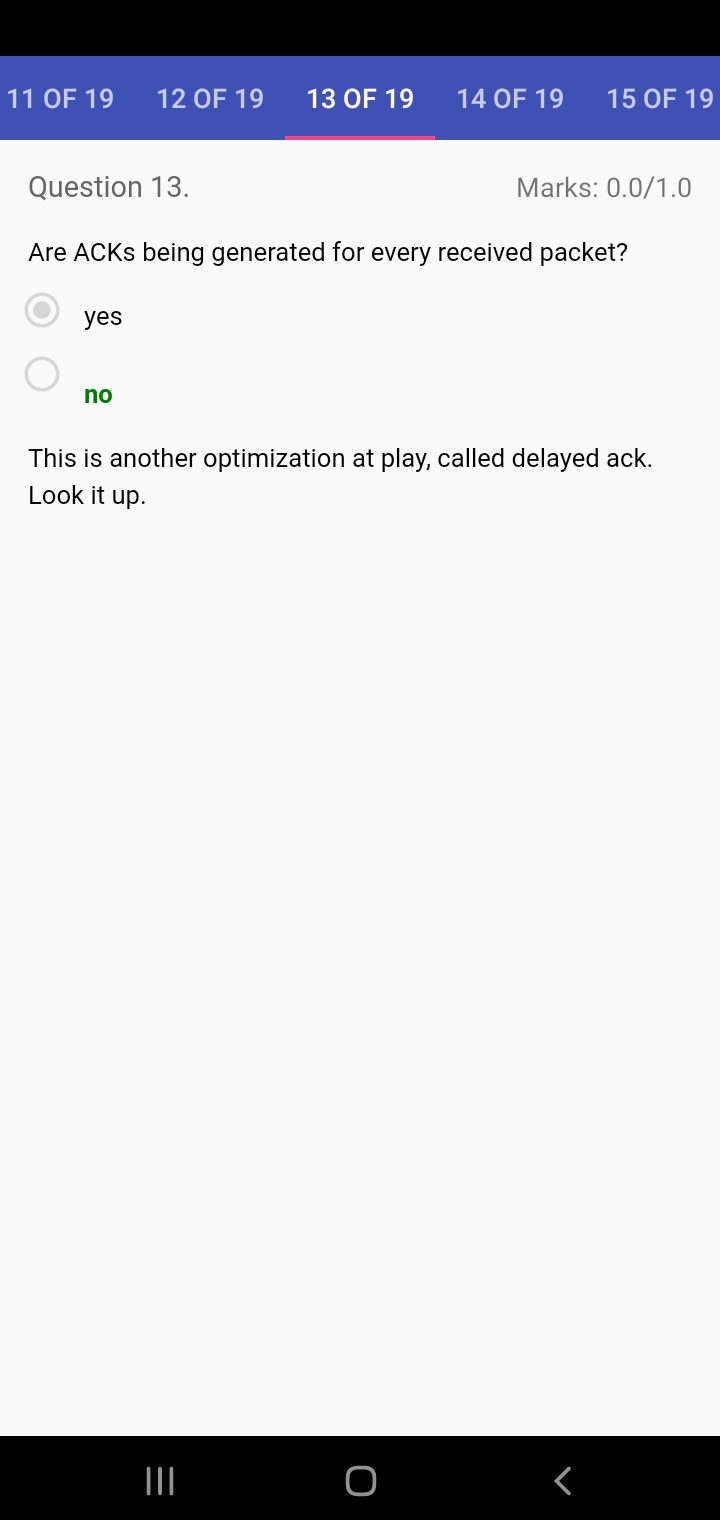 11 OF 19 12 OF 19 13 OF 19 14 OF 19 15 OF 19
Question 13. Marks: 0.0/1.0
Are ACKs being generated for every received packet?
yes
no
This is another optimization at play, called delayed ack.
Look it up.